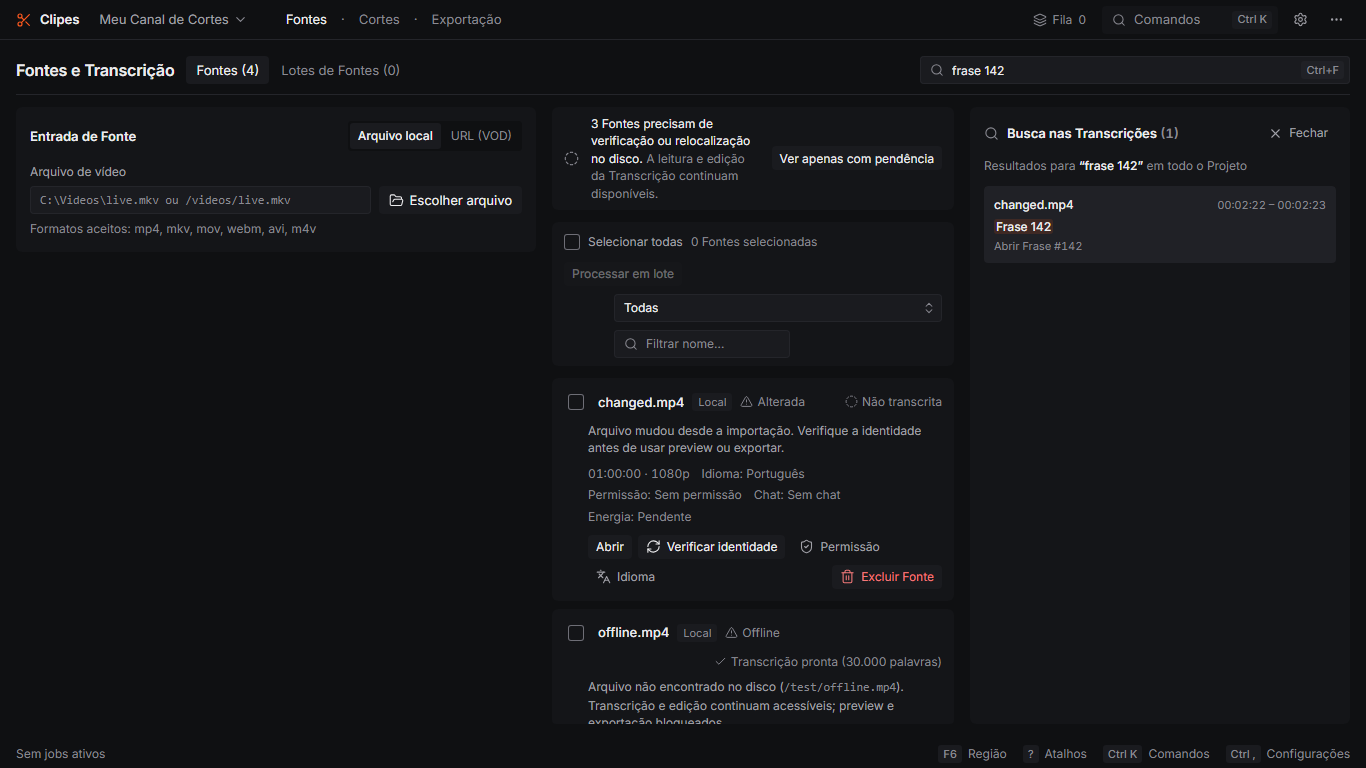 Clipes Meu Canal de Cortes Fontes · Cortes · Exportação Fila 0 Comandos Ctrl K
Fontes e Transcrição Fontes (4) Lotes de Fontes (0) frase 142 Ctrl+F
Entrada de Fonte Arquivo local URL (VOD)
Arquivo de vídeo
C:\Videos\live.mkv ou /videos/live.mkv Escolher arquivo
Formatos aceitos: mp4, mkv, mov, webm, avi, m4v
3 Fontes precisam de
verificação ou relocalização
no disco. A leitura e edição
da Transcrição continuam
disponíveis.
Ver apenas com pendência
Selecionar todas 0 Fontes selecionadas
Processar em lote
Todas
Filtrar nome...
changed.mp4 Local Alterada Não transcrita
Arquivo mudou desde a importação. Verifique a identidade
antes de usar preview ou exportar.
01:00:00 · 1080p Idioma: Português
Permissão: Sem permissão Chat: Sem chat
Energia: Pendente
Abrir Verificar identidade Permissão
Idioma Excluir Fonte
offline.mp4 Local Offline
Transcrição pronta (30.000 palavras)
Arquivo não encontrado no disco (/test/offline.mp4).
Transcrição e edição continuam acessíveis; preview e
exportação bloqueados.
Busca nas Transcrições (1) Fechar
Resultados para “frase 142” em todo o Projeto
changed.mp4 00:02:22 – 00:02:23
Frase 142
Abrir Frase #142
Sem jobs ativos F6 Região ? Atalhos Ctrl K Comandos Ctrl , Configurações